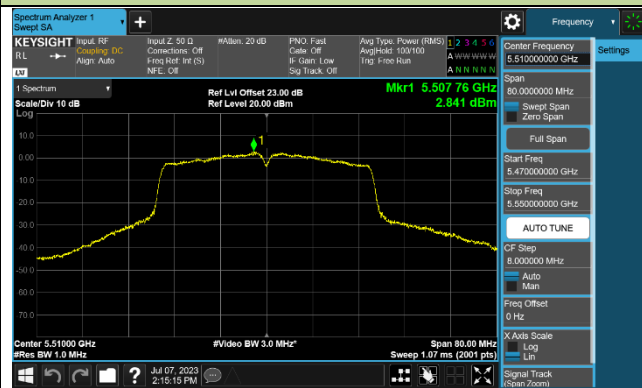 Spectrum Analyzer 1
Swept SA
Frequency
KEYSIGHT
RL
LXI
Input: RF
Coupling: DC
Align: Auto
Input Z: 50 Ω
Corrections: Off
Freq Ref: Int (S)
NFE: Off
#Atten: 20 dB
PNO: Fast
Gate: Off
IF Gain: Low
Sig Track: Off
Avg Type: Power (RMS)
Avg|Hold: 100/100
Trig: Free Run
1 2 3 4 5 6
A W W W W W
A N N N N N
1 Spectrum
Scale/Div 10 dB
Log
Ref Lvl Offset 23.00 dB
Ref Level 20.00 dBm
Mkr1 5.507 76 GHz
2.841 dBm
1
10.0
0.00
-10.0
-20.0
-30.0
-40.0
-50.0
-60.0
-70.0
Center 5.51000 GHz
#Res BW 1.0 MHz
#Video BW 3.0 MHz*
Span 80.00 MHz
Sweep 1.07 ms (2001 pts)
Center Frequency
5.510000000 GHz
Settings
Span
80.0000000 MHz
Swept Span
Zero Span
Full Span
Start Freq
5.470000000 GHz
Stop Freq
5.550000000 GHz
AUTO TUNE
CF Step
8.000000 MHz
Auto
Man
Freq Offset
0 Hz
X Axis Scale
Log
Lin
Signal Track
(Span Zoom)
Jul 07, 2023
2:15:15 PM